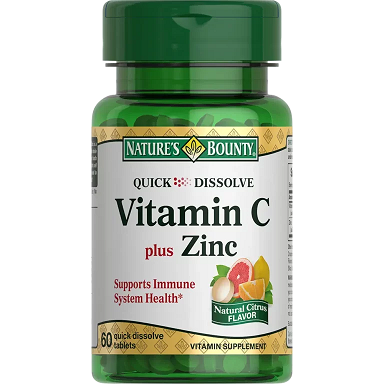 NATURE'S BOUNTY®
QUICK DISSOLVE
Vitamin C
plus Zinc
Supports Immune
System Health*
Natural Citrus
FLAVOR
60 quick dissolve
tablets
VITAMIN SUPPLEMENT